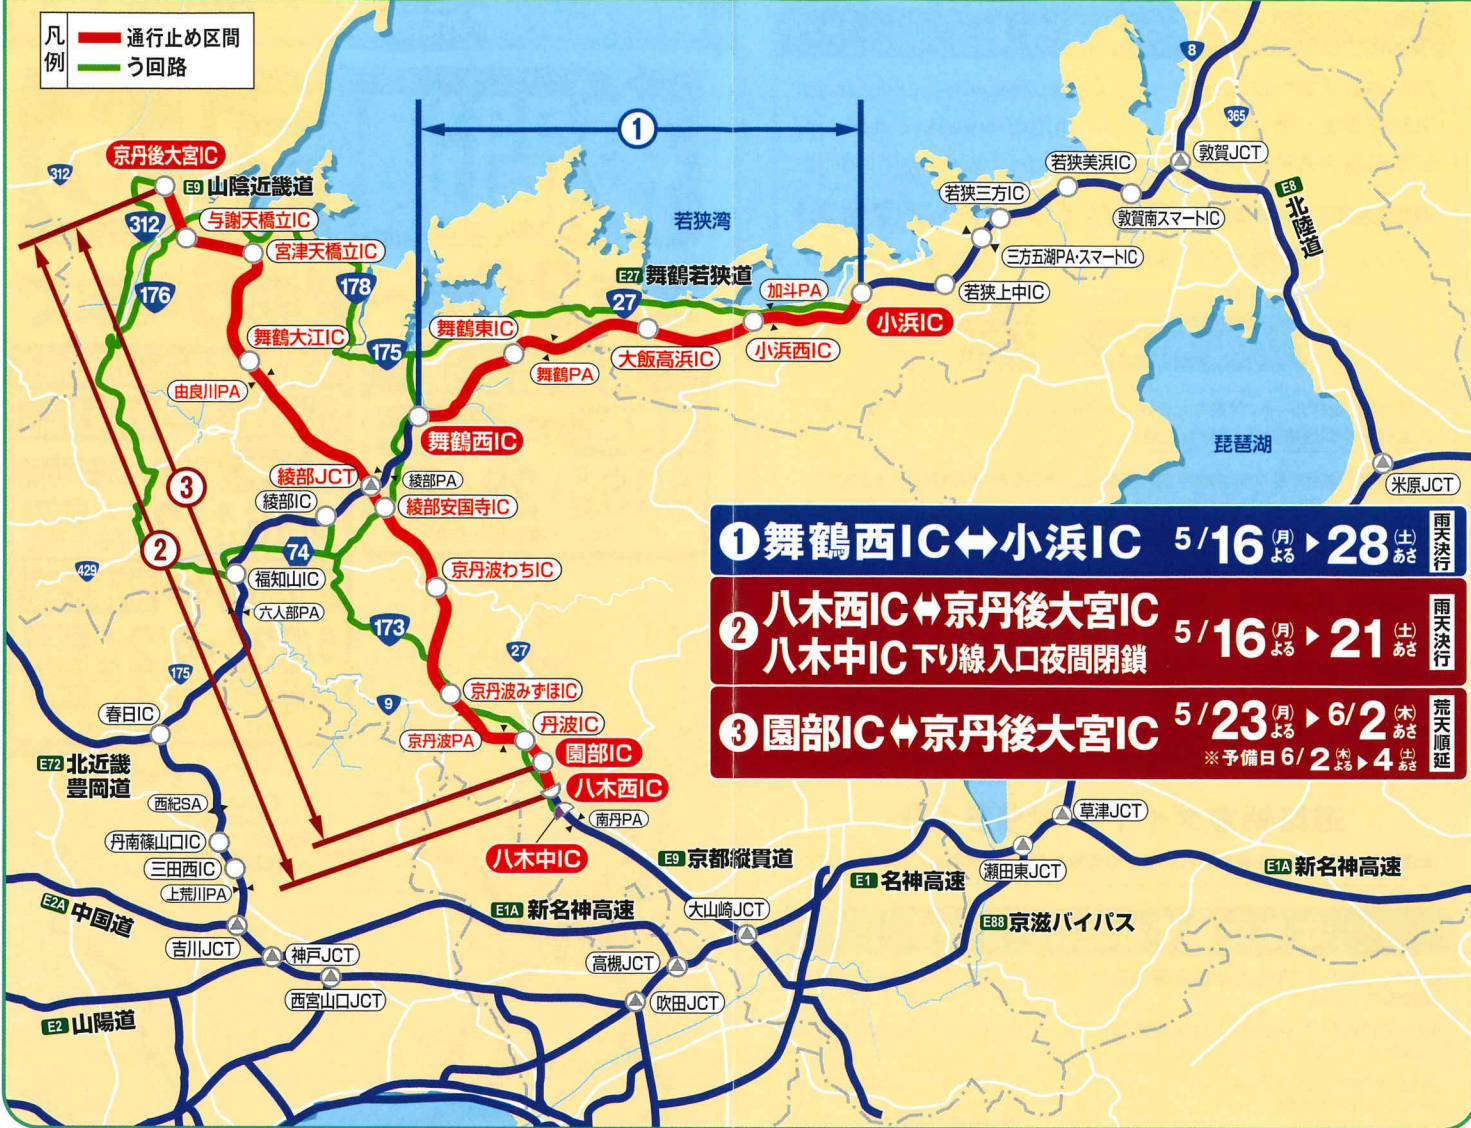 凡例
通行止め区間
う回路
8
365
敦賀JCT
若狭美浜IC
若狭三方IC
敦賀南スマートIC
三方五湖PA・スマートIC
若狭上中IC
E8 北陸道
312
京丹後大宮IC
E9 山陰近畿道
312
与謝天橋立IC
宮津天橋立IC
176
178
①
若狭湾
E27 舞鶴若狭道
27
加斗PA
小浜IC
舞鶴東IC
舞鶴PA
大飯高浜IC
小浜西IC
舞鶴大江IC
175
由良川PA
舞鶴西IC
琵琶湖
米原JCT
綾部JCT
綾部PA
③
綾部IC
綾部安国寺IC
②
74
429
福知山IC
京丹波わちIC
六人部PA
173
27
175
9
京丹波みずほIC
春日IC
丹波IC
京丹波PA
園部IC
E72 北近畿
豊岡道
八木西IC
西紀SA
南丹PA
丹南篠山口IC
八木中IC
三田西IC
E9 京都縦貫道
上荒川PA
①舞鶴西IC⇔小浜IC 5/16(月)よる▶28(土)あさ 雨天決行
②八木西IC⇔京丹後大宮IC
八木中IC下り線入口夜間閉鎖 5/16(月)よる▶21(土)あさ 雨天決行
③園部IC⇔京丹後大宮IC 5/23(月)よる▶6/2(木)あさ 荒天順延
※予備日 6/2(木)よる▶4(土)あさ
草津JCT
瀬田東JCT
E1A 新名神高速
E1 名神高速
E88 京滋バイパス
E2A 中国道
E1A 新名神高速
大山崎JCT
吉川JCT
神戸JCT
高槻JCT
西宮山口JCT
吹田JCT
E2 山陽道